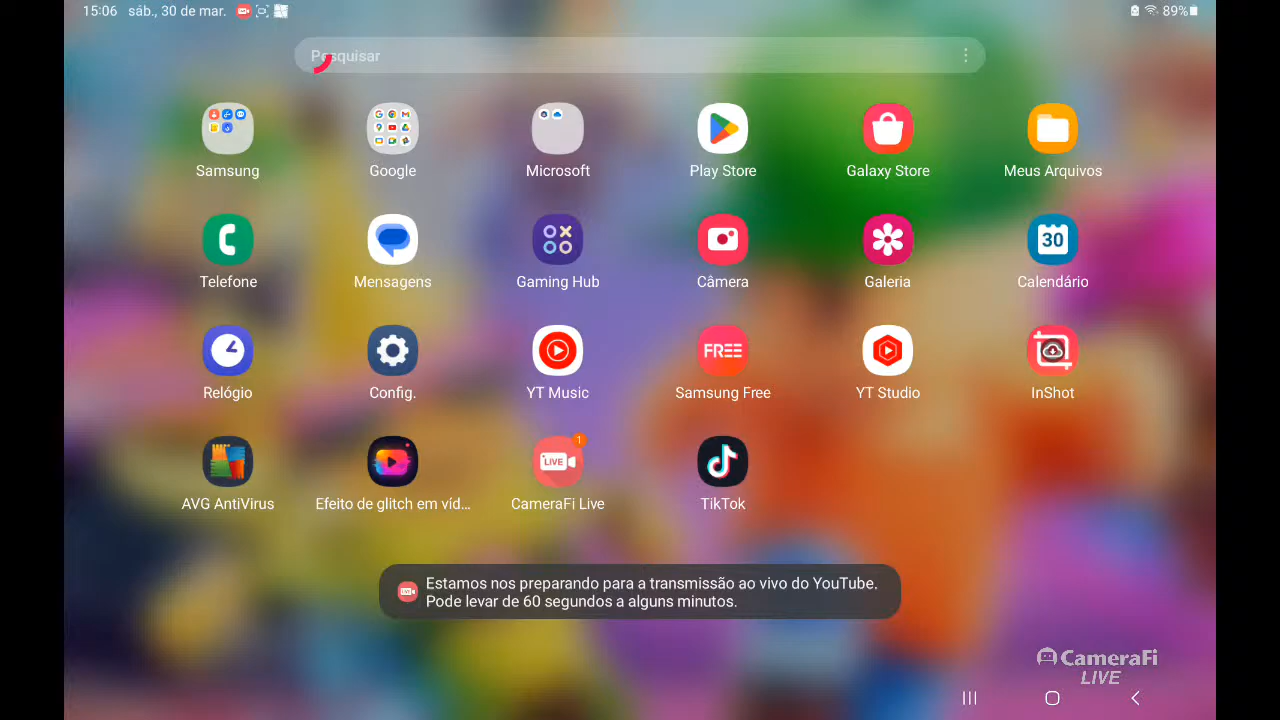 15:06 sáb., 30 de mar.
89%
Pesquisar
Samsung
Google
Microsoft
Play Store
Galaxy Store
Meus Arquivos
30
Telefone
Mensagens
Gaming Hub
Câmera
Galeria
Calendário
FREE
Relógio
Config.
YT Music
Samsung Free
YT Studio
InShot
LIVE
1
AVG AntiVirus
Efeito de glitch em víd...
CameraFi Live
TikTok
Estamos nos preparando para a transmissão ao vivo do YouTube.
Pode levar de 60 segundos a alguns minutos.
CameraFi
LIVE